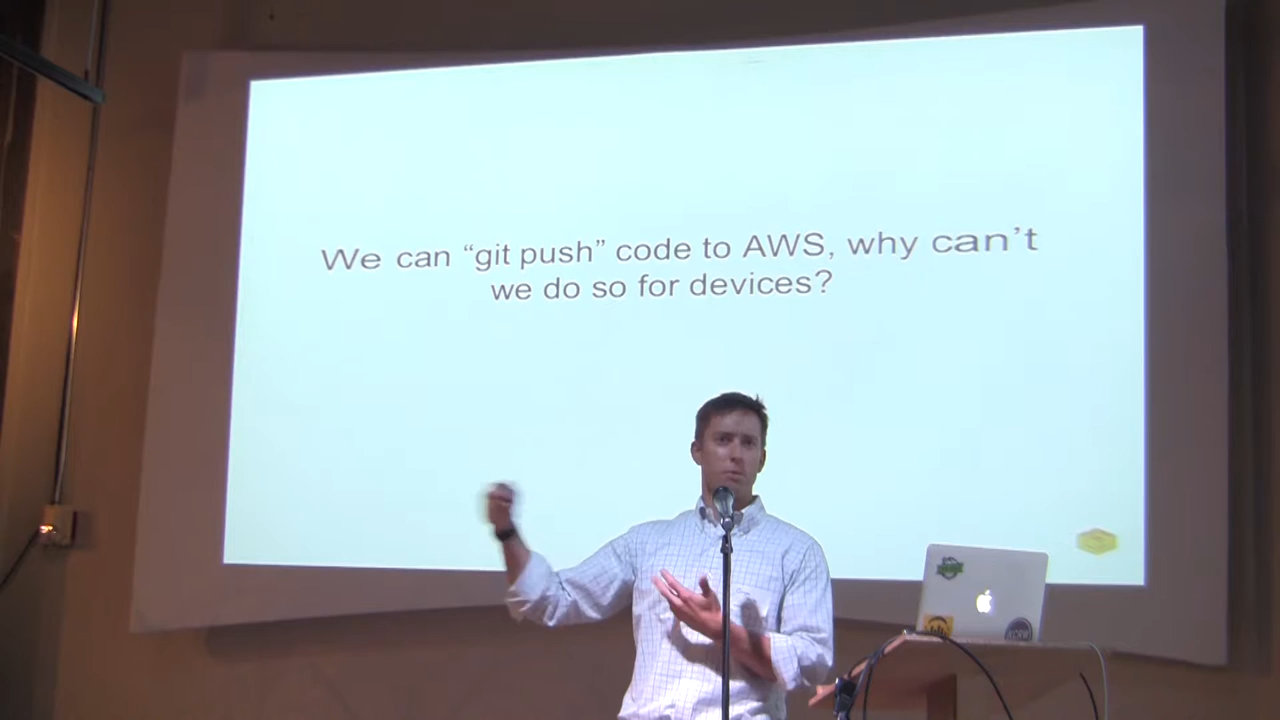 We can “git push” code to AWS, why can’t
we do so for devices?